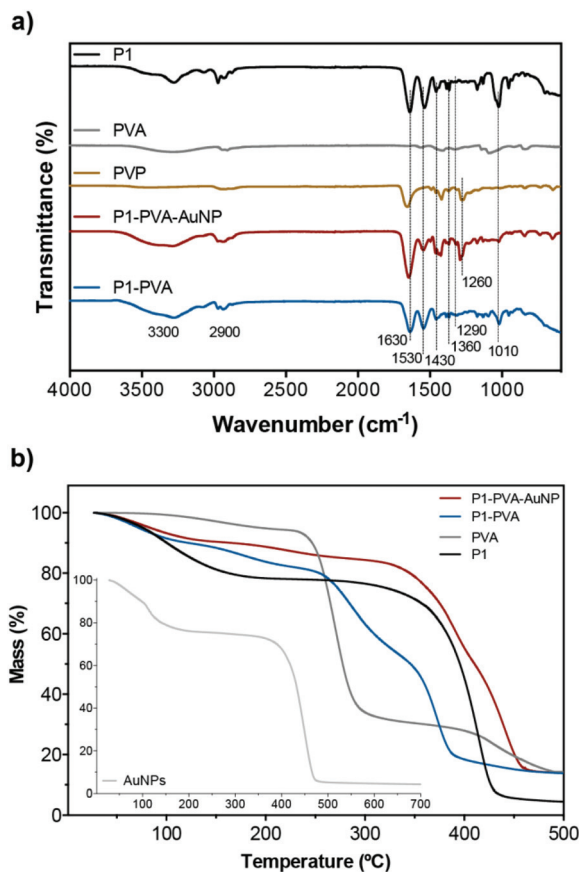 a)
P1
PVA
PVP
P1-PVA-AuNP
P1-PVA
1260
3300 2900 1630 1290
1530 1360 1010
1430
4000 3500 3000 2500 2000 1500 1000
Transmittance (%)
Wavenumber (cm⁻¹)
b)
P1-PVA-AuNP
P1-PVA
PVA
P1
100
80
60
40
20
0
Mass (%)
100
80
60
40
20
0
AuNPs
100 200 300 400 500 600 700
100 200 300 400 500
Temperature (ºC)